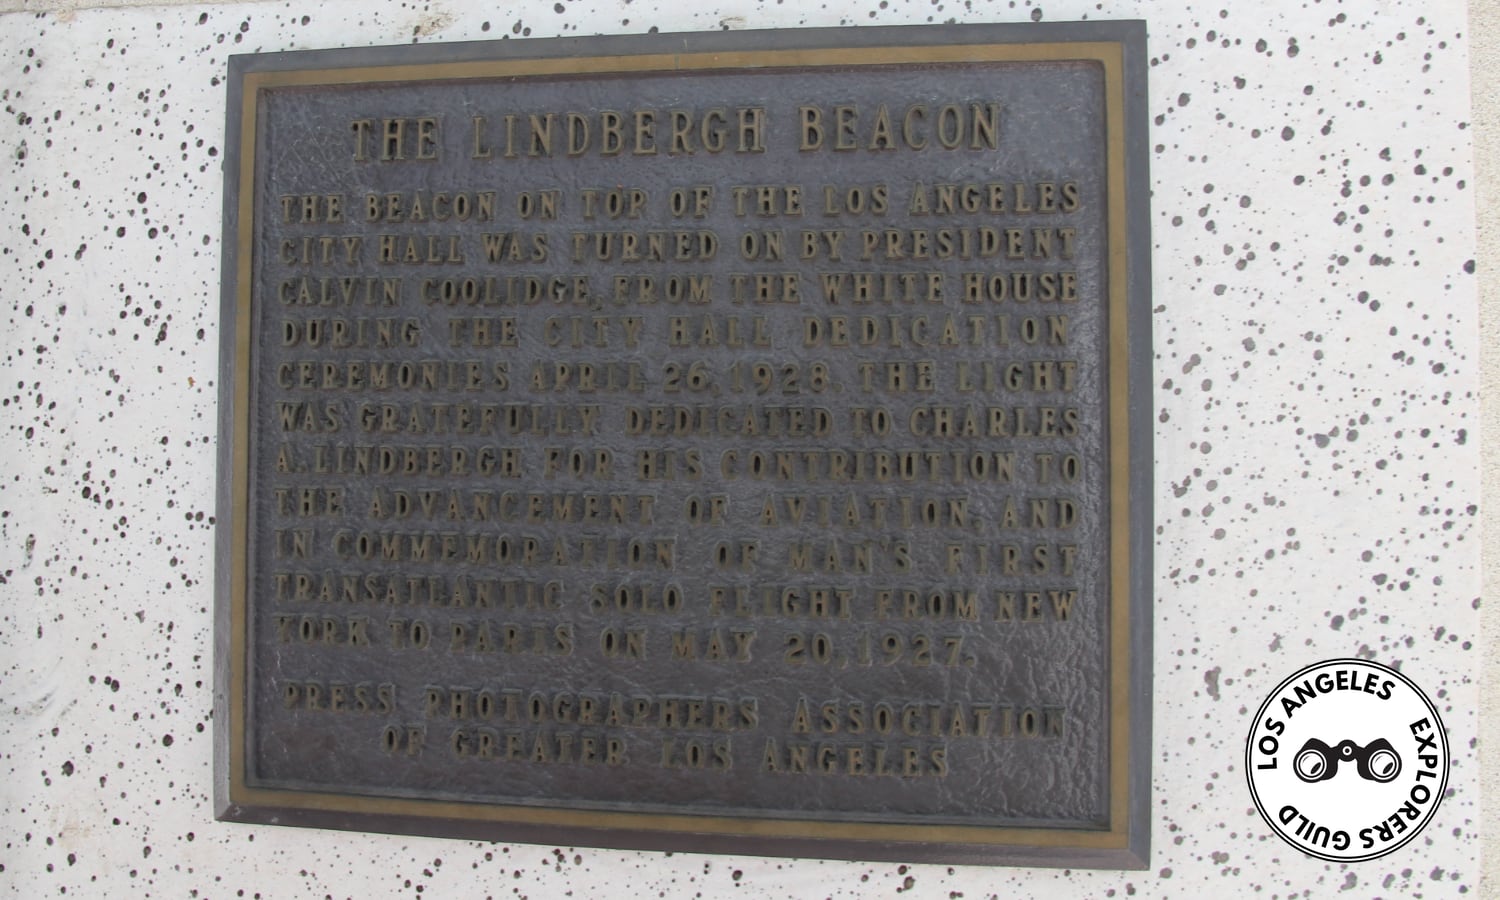 THE LINDBERGH BEACON
THE BEACON ON TOP OF THE LOS ANGELES
CITY HALL WAS TURNED ON BY PRESIDENT
CALVIN COOLIDGE, FROM THE WHITE HOUSE
DURING THE CITY HALL DEDICATION
CEREMONIES APRIL 26, 1928. THE LIGHT
WAS GRATEFULLY DEDICATED TO CHARLES
A. LINDBERGH FOR HIS CONTRIBUTION TO
THE ADVANCEMENT OF AVIATION, AND
IN COMMEMORATION OF MAN'S FIRST
TRANSATLANTIC SOLO FLIGHT FROM NEW
YORK TO PARIS ON MAY 20, 1927.
PRESS PHOTOGRAPHERS ASSOCIATION
OF GREATER LOS ANGELES
LOS ANGELES EXPLORERS GUILD